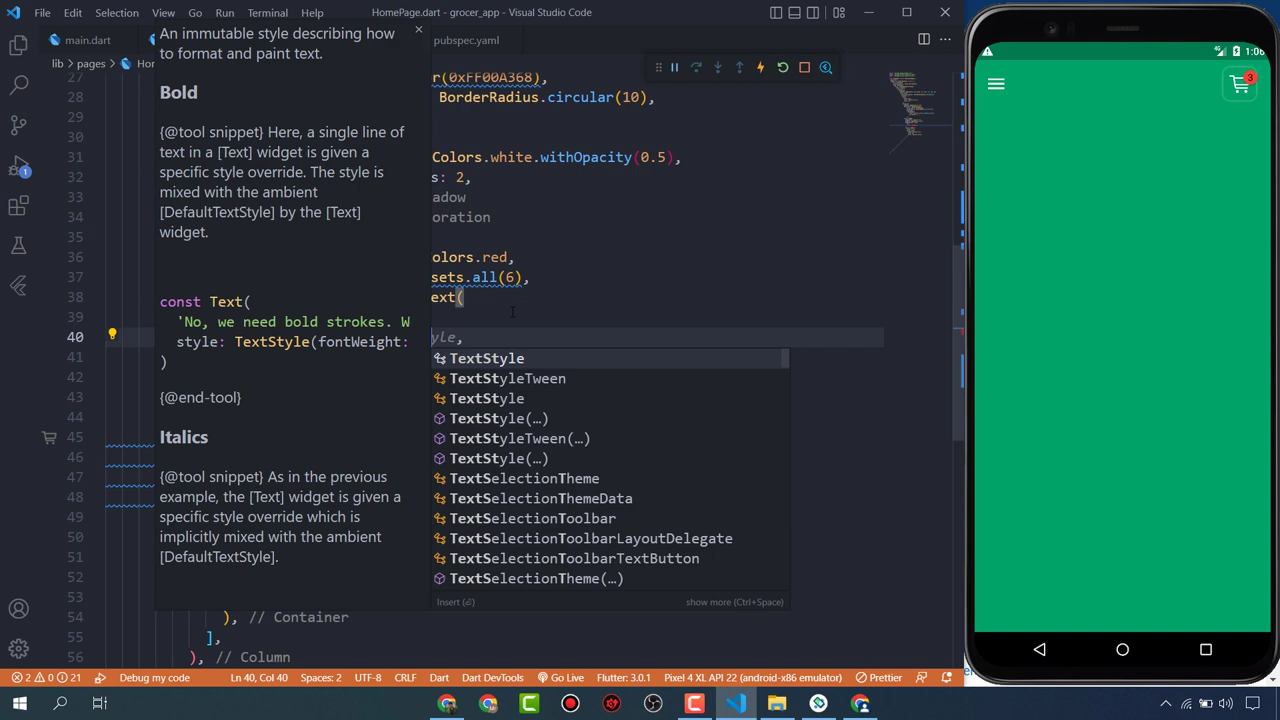 File Edit Selection View Go Run Terminal Help HomePage.dart - grocer_app - Visual Studio Code
main.dart
pubspec.yaml
lib > pages > Ho
An immutable style describing how
to format and paint text.
Bold
{@tool snippet} Here, a single line of
text in a [Text] widget is given a
specific style override. The style is
mixed with the ambient
[DefaultTextStyle] by the [Text]
widget.
const Text(
'No, we need bold strokes. W
style: TextStyle(fontWeight:
)
{@end-tool}
Italics
{@tool snippet} As in the previous
example, the [Text] widget is given a
specific style override which is
implicitly mixed with the ambient
[DefaultTextStyle].
27 r(0xFF00A368),
28 BorderRadius.circular(10),
29
30
31 Colors.white.withOpacity(0.5),
32 s: 2,
33 adow
34 oration
35
36 olors.red,
37 sets.all(6),
38 ext(
39
40 yle,
41
42
43
44
45
46
47
48
49
50
51
52
53
54 ), // Container
55 ],
56 ), // Column
TextStyle
TextStyleTween
TextStyle
TextStyle(…)
TextStyleTween(…)
TextStyle(…)
TextSelectionTheme
TextSelectionThemeData
TextSelectionToolbar
TextSelectionToolbarLayoutDelegate
TextSelectionToolbarTextButton
TextSelectionTheme(…)
Insert show more (Ctrl+Space)
1
2 0 21 Debug my code Ln 40, Col 40 Spaces: 2 UTF-8 CRLF Dart Dart DevTools Go Live Flutter: 3.0.1 Pixel 4 XL API 22 (android-x86 emulator) Prettier
1:06
3